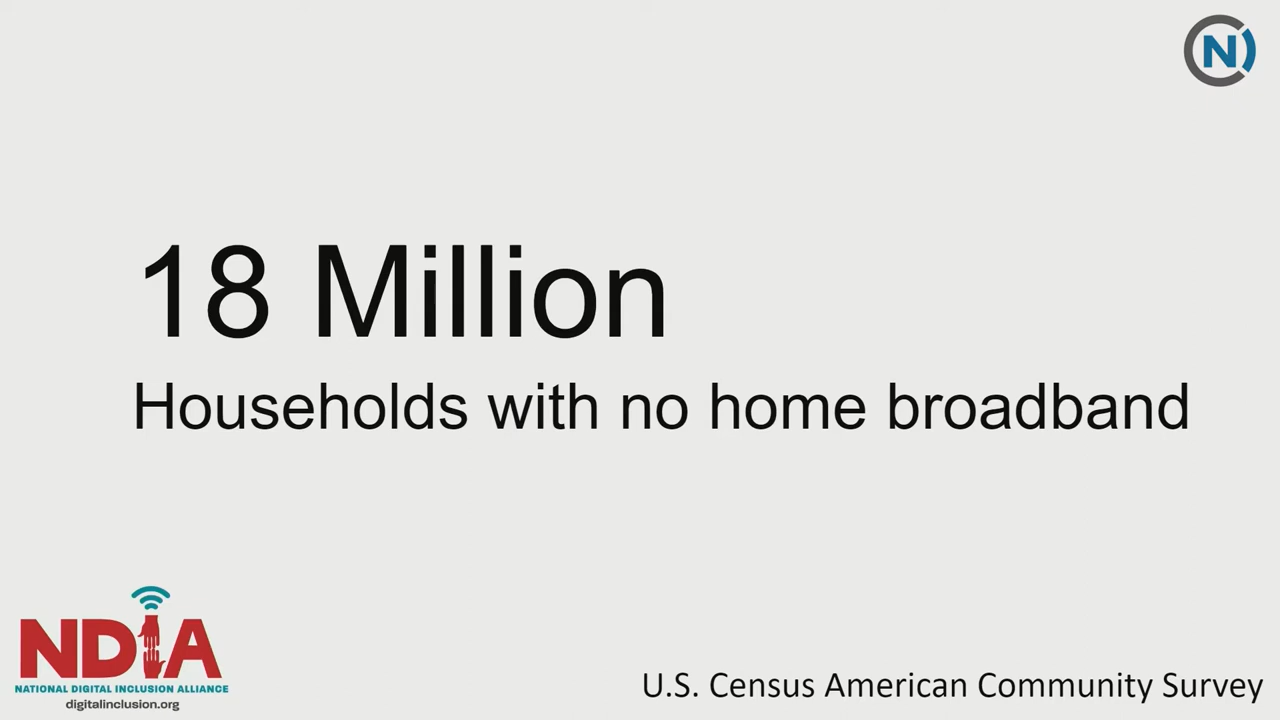 N
18 Million
Households with no home broadband
NDIA
NATIONAL DIGITAL INCLUSION ALLIANCE
digitalinclusion.org
U.S. Census American Community Survey